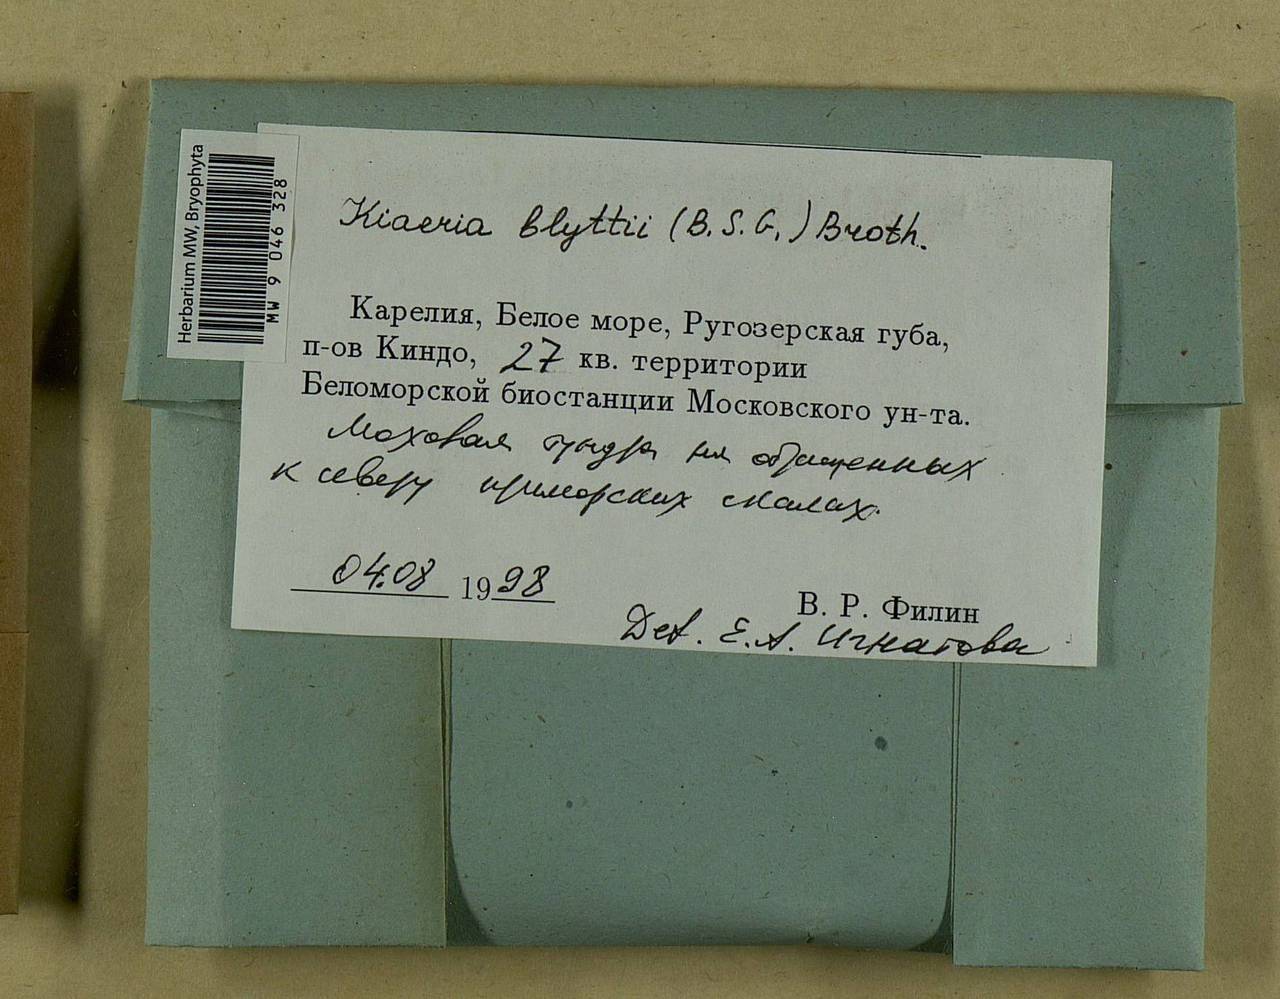 Herbarium MW, Bryophyta
MW 9 046 328
Kiaeria blyttii (B.S.G.) Broth.
Карелия, Белое море, Ругозерская губа,
п-ов Киндо, 27 кв. территории
Беломорской биостанции Московского ун-та.
Моховая тундра на обращенных
к северу приморских скалах.
04.08 1998
В. Р. Филин
Det. Е.А. Игнатова